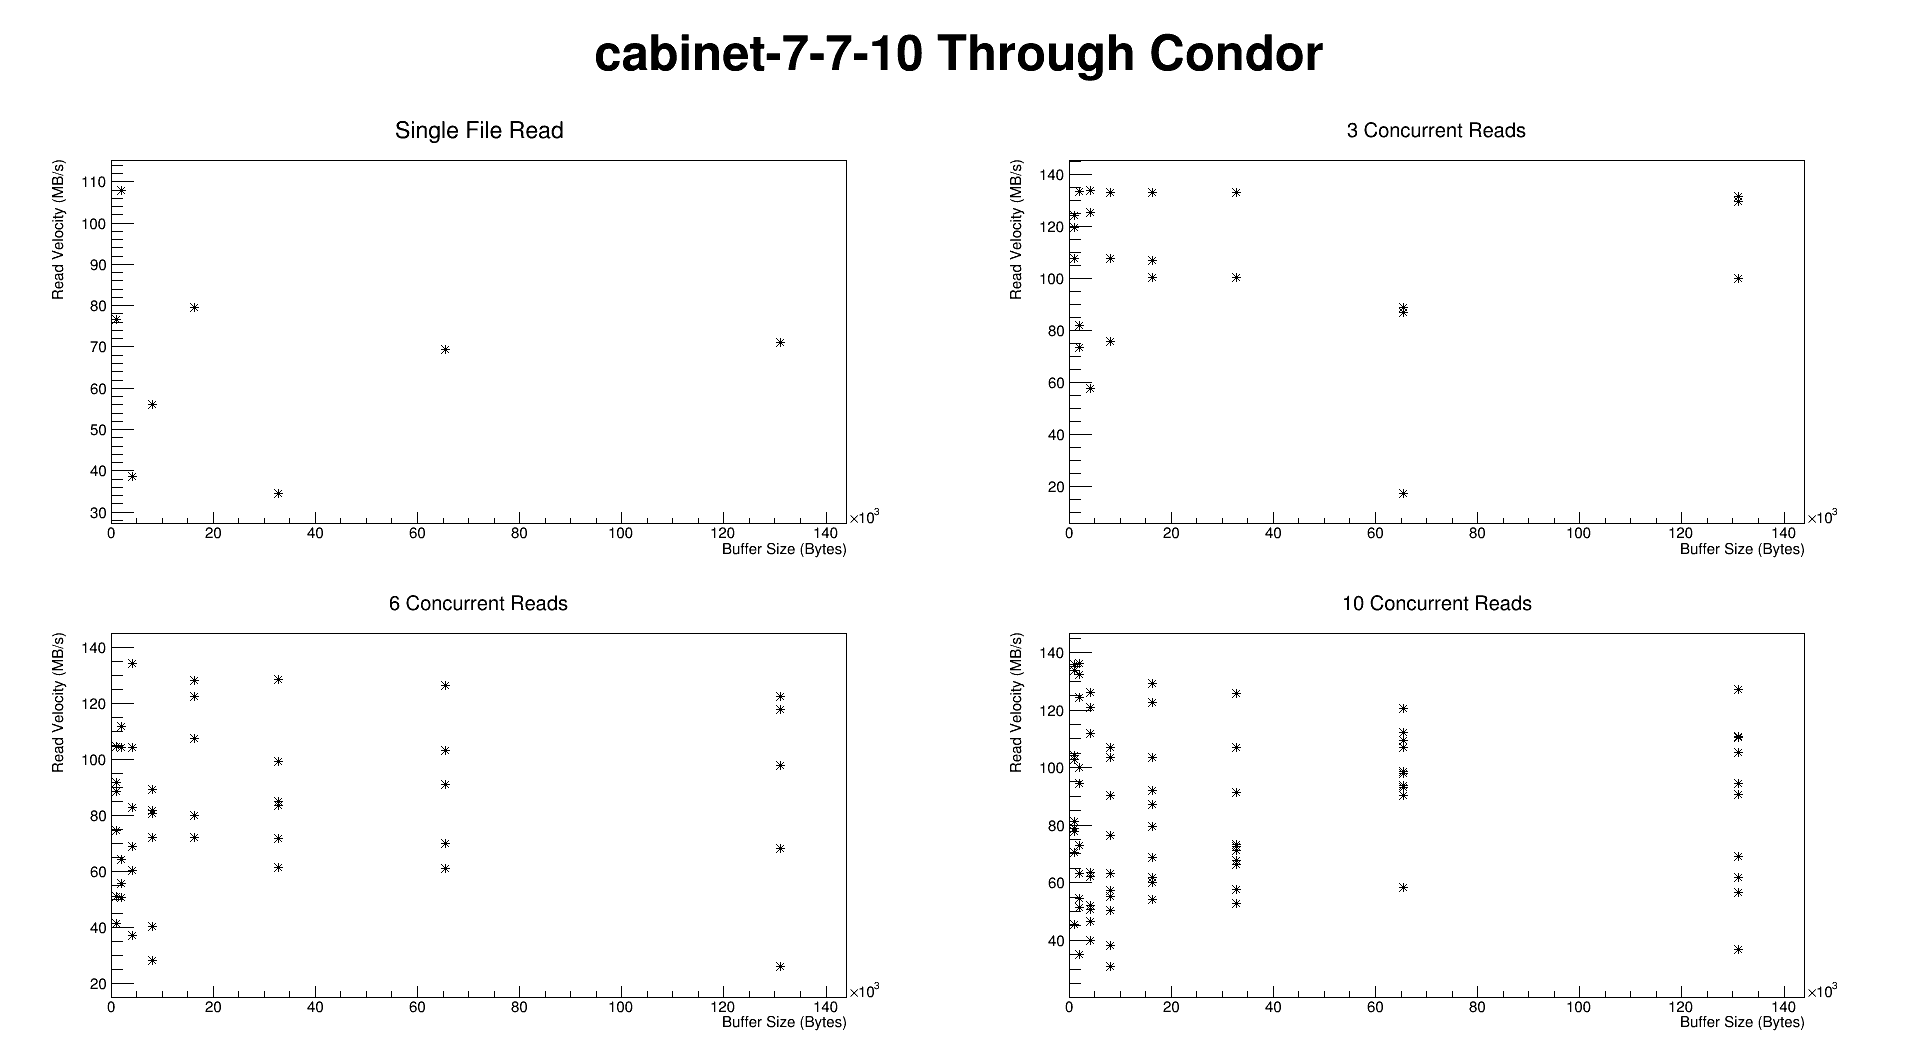 cabinet-7-7-10 Through Condor
Single File Read
Read Velocity (MB/s)
110
100
90
80
70
60
50
40
30
0 20 40 60 80 100 120 140
×10³
Buffer Size (Bytes)
3 Concurrent Reads
Read Velocity (MB/s)
140
120
100
80
60
40
20
0 20 40 60 80 100 120 140
×10³
Buffer Size (Bytes)
6 Concurrent Reads
Read Velocity (MB/s)
140
120
100
80
60
40
20
0 20 40 60 80 100 120 140
×10³
Buffer Size (Bytes)
10 Concurrent Reads
Read Velocity (MB/s)
140
120
100
80
60
40
0 20 40 60 80 100 120 140
×10³
Buffer Size (Bytes)